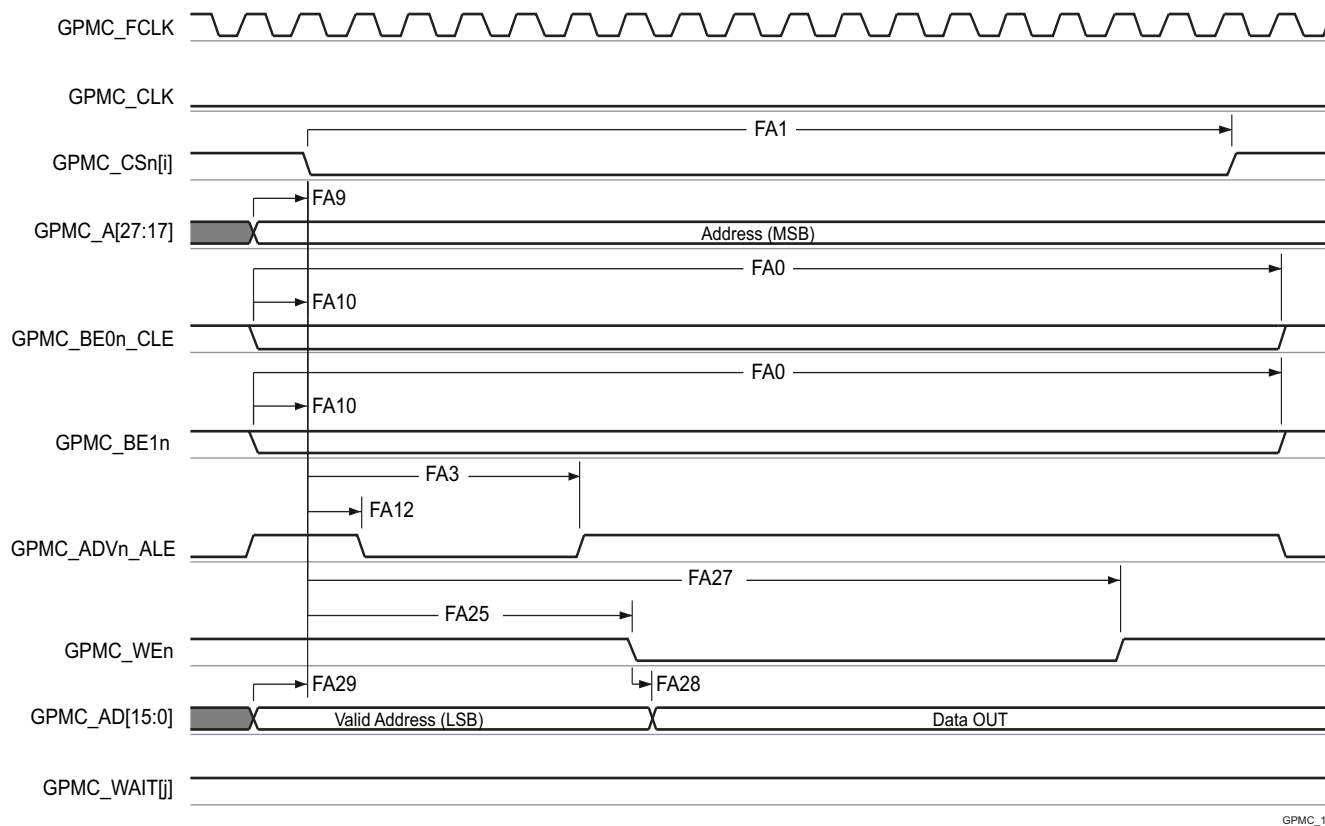 GPMC_FCLK
GPMC_CLK
FA1
GPMC_CSn[i]
FA9
GPMC_A[27:17]
Address (MSB)
FA0
FA10
GPMC_BE0n_CLE
FA0
FA10
GPMC_BE1n
FA3
FA12
GPMC_ADVn_ALE
FA27
FA25
GPMC_WEn
FA29
FA28
GPMC_AD[15:0]
Valid Address (LSB)
Data OUT
GPMC_WAIT[j]
GPMC_1